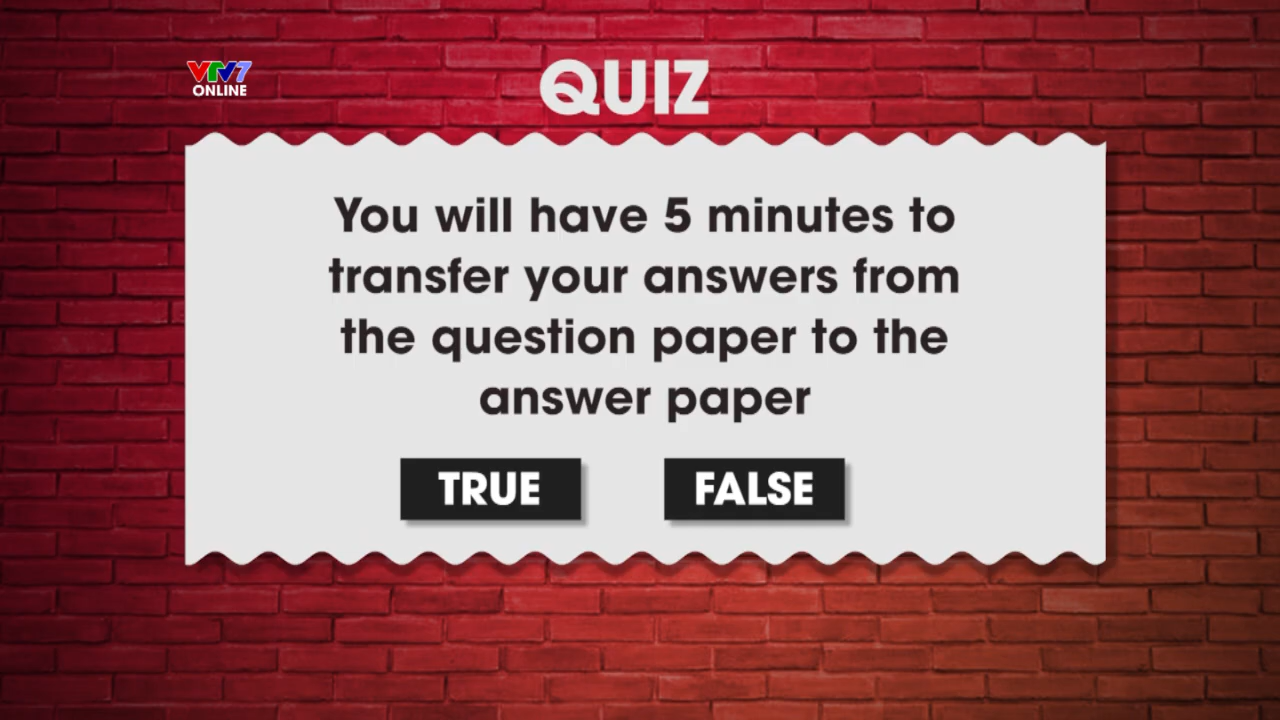 VTV7
ONLINE
QUIZ
You will have 5 minutes to
transfer your answers from
the question paper to the
answer paper
TRUE
FALSE